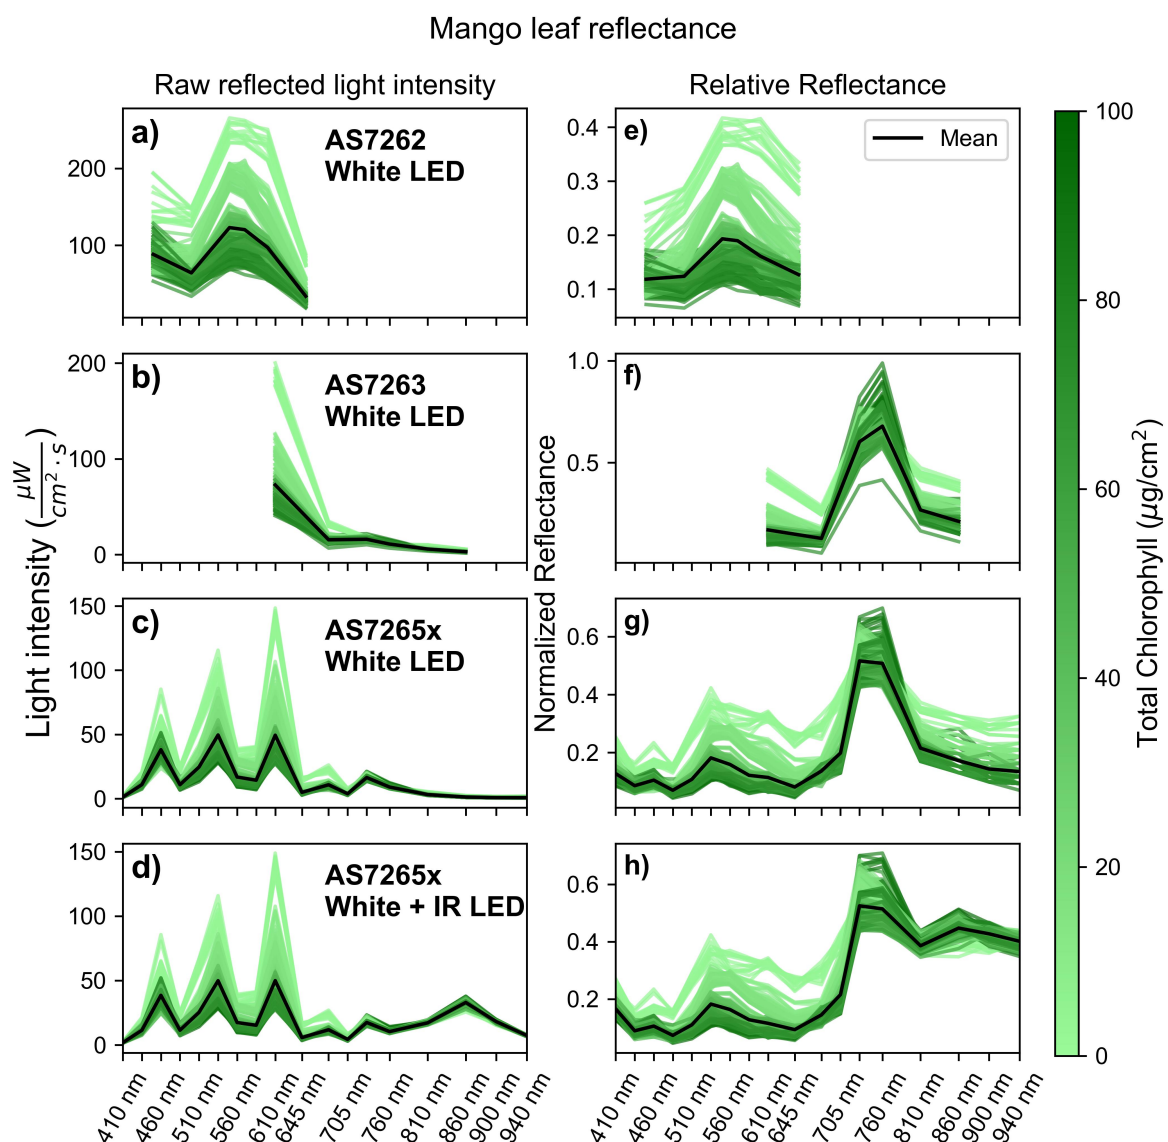 Mango leaf reflectance
Raw reflected light intensity
Relative Reflectance
a)
AS7262
White LED
200
100
e)
Mean
0.4
0.3
0.2
0.1
b)
AS7263
White LED
200
100
0
f)
1.0
0.5
c)
AS7265x
White LED
150
100
50
0
g)
0.6
0.4
0.2
d)
AS7265x
White + IR LED
150
100
50
0
h)
0.6
0.4
0.2
Light intensity (μW/cm² · s)
Normalized Reflectance
410 nm
460 nm
510 nm
560 nm
610 nm
645 nm
705 nm
760 nm
810 nm
860 nm
900 nm
940 nm
410 nm
460 nm
510 nm
560 nm
610 nm
645 nm
705 nm
760 nm
810 nm
860 nm
900 nm
940 nm
100
80
60
40
20
0
Total Chlorophyll (μg/cm²)